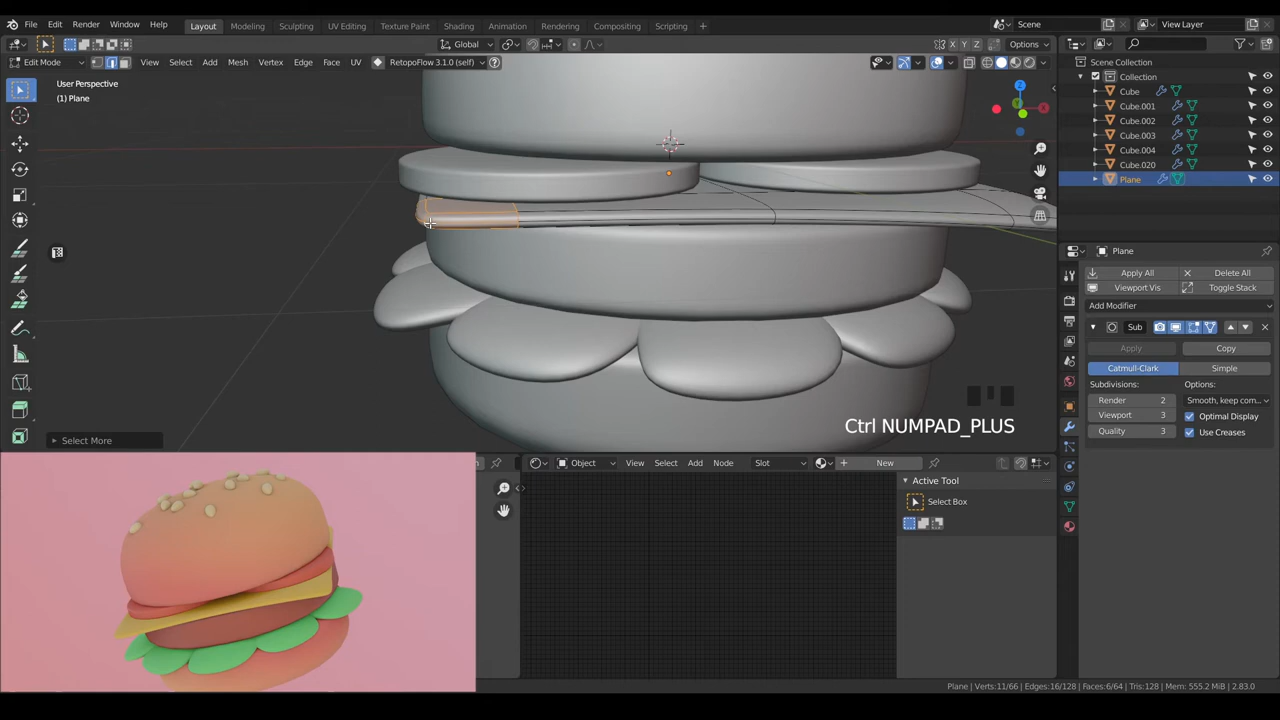 File Edit Render Window Help
Layout Modeling Sculpting UV Editing Texture Paint Shading Animation Rendering Compositing Scripting +
Scene
View Layer
Global
X Y Z
Options
Edit Mode
View Select Add Mesh Vertex Edge Face UV
RetopoFlow 3.1.0 (self)
User Perspective
(1) Plane
Scene Collection
Collection
Cube
Cube.001
Cube.002
Cube.003
Cube.004
Cube.020
Plane
Plane
Apply All
Delete All
Viewport Vis
Toggle Stack
Add Modifier
Sub
Apply
Copy
Catmull-Clark
Simple
Subdivisions:
Options:
Render 2
Smooth, keep com...
Viewport 3
Optimal Display
Quality 3
Use Creases
Ctrl NUMPAD_PLUS
Select More
Object
View Select Add Node
Slot
New
Active Tool
Select Box
Plane | Verts:11/66 | Edges:16/128 | Faces:6/64 | Tris:128 | Mem: 555.2 MiB | 2.83.0